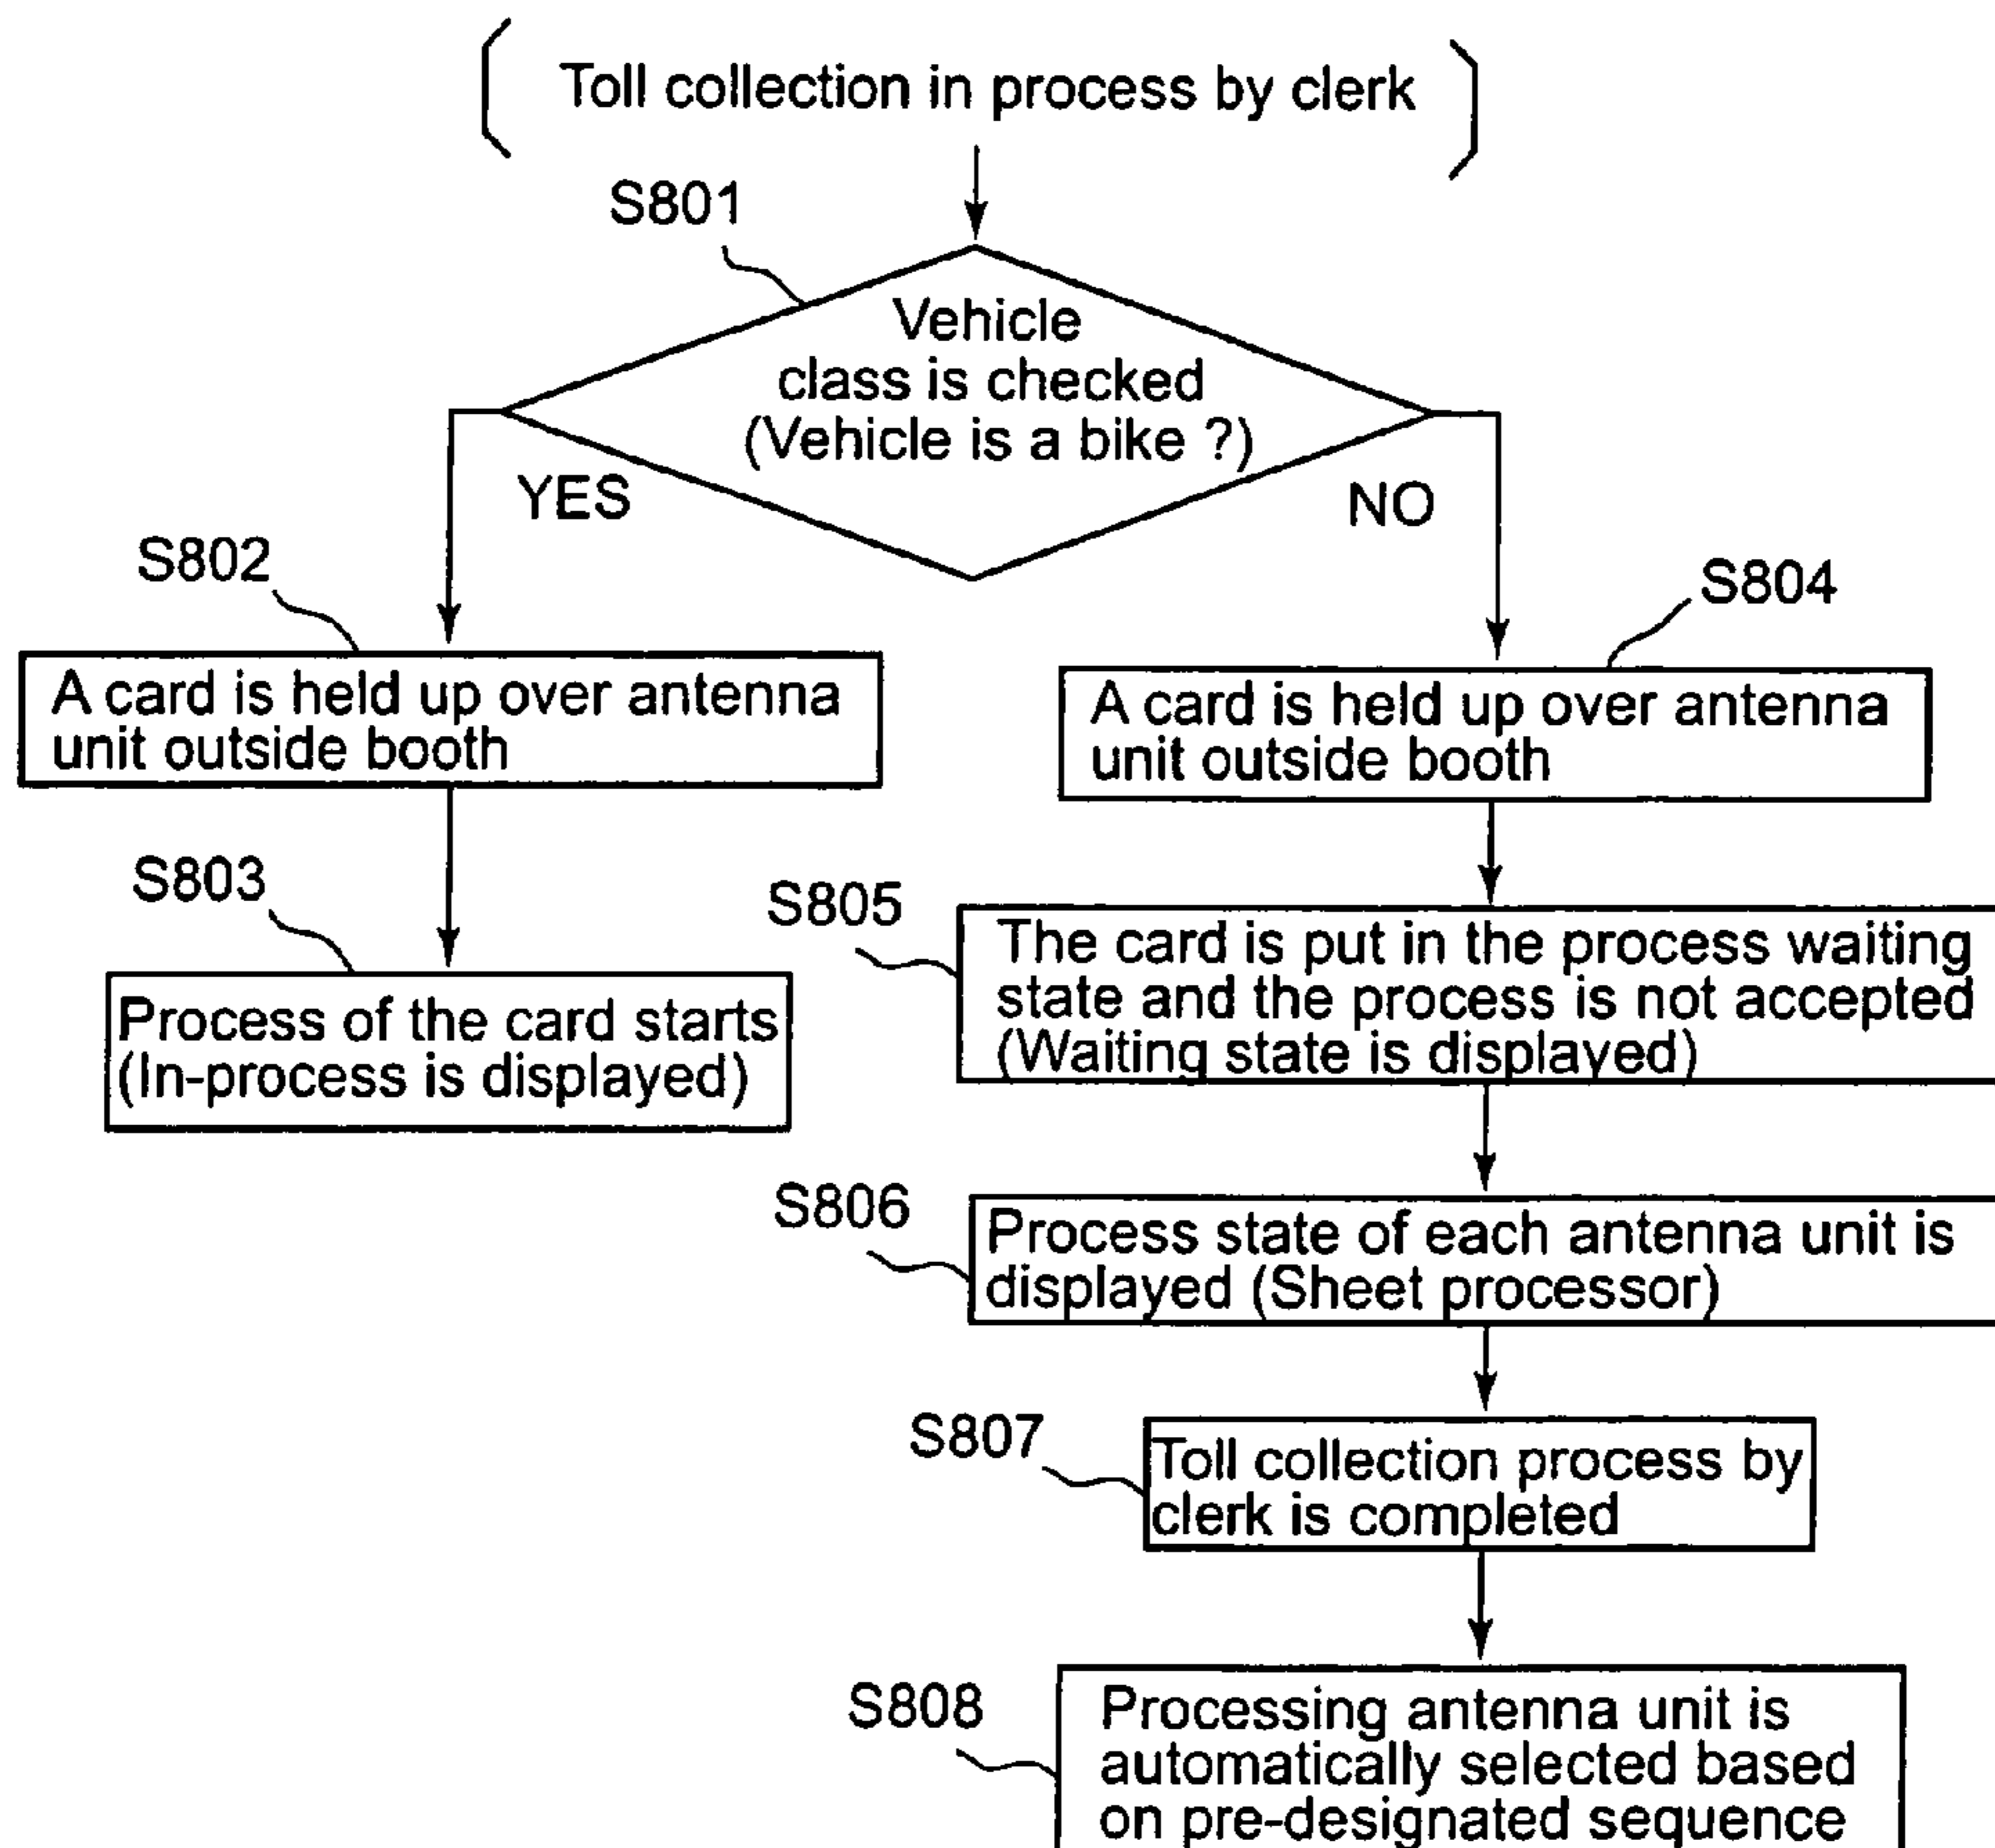 Toll collection in process by clerk
S801
Vehicle
class is checked
(Vehicle is a bike ?)
YES
NO
S802
A card is held up over antenna
unit outside booth
S803
Process of the card starts
(In-process is displayed)
S804
A card is held up over antenna
unit outside booth
S805
The card is put in the process waiting
state and the process is not accepted
(Waiting state is displayed)
S806
Process state of each antenna unit is
displayed (Sheet processor)
S807
Toll collection process by
clerk is completed
S808
Processing antenna unit is
automatically selected based
on pre-designated sequence